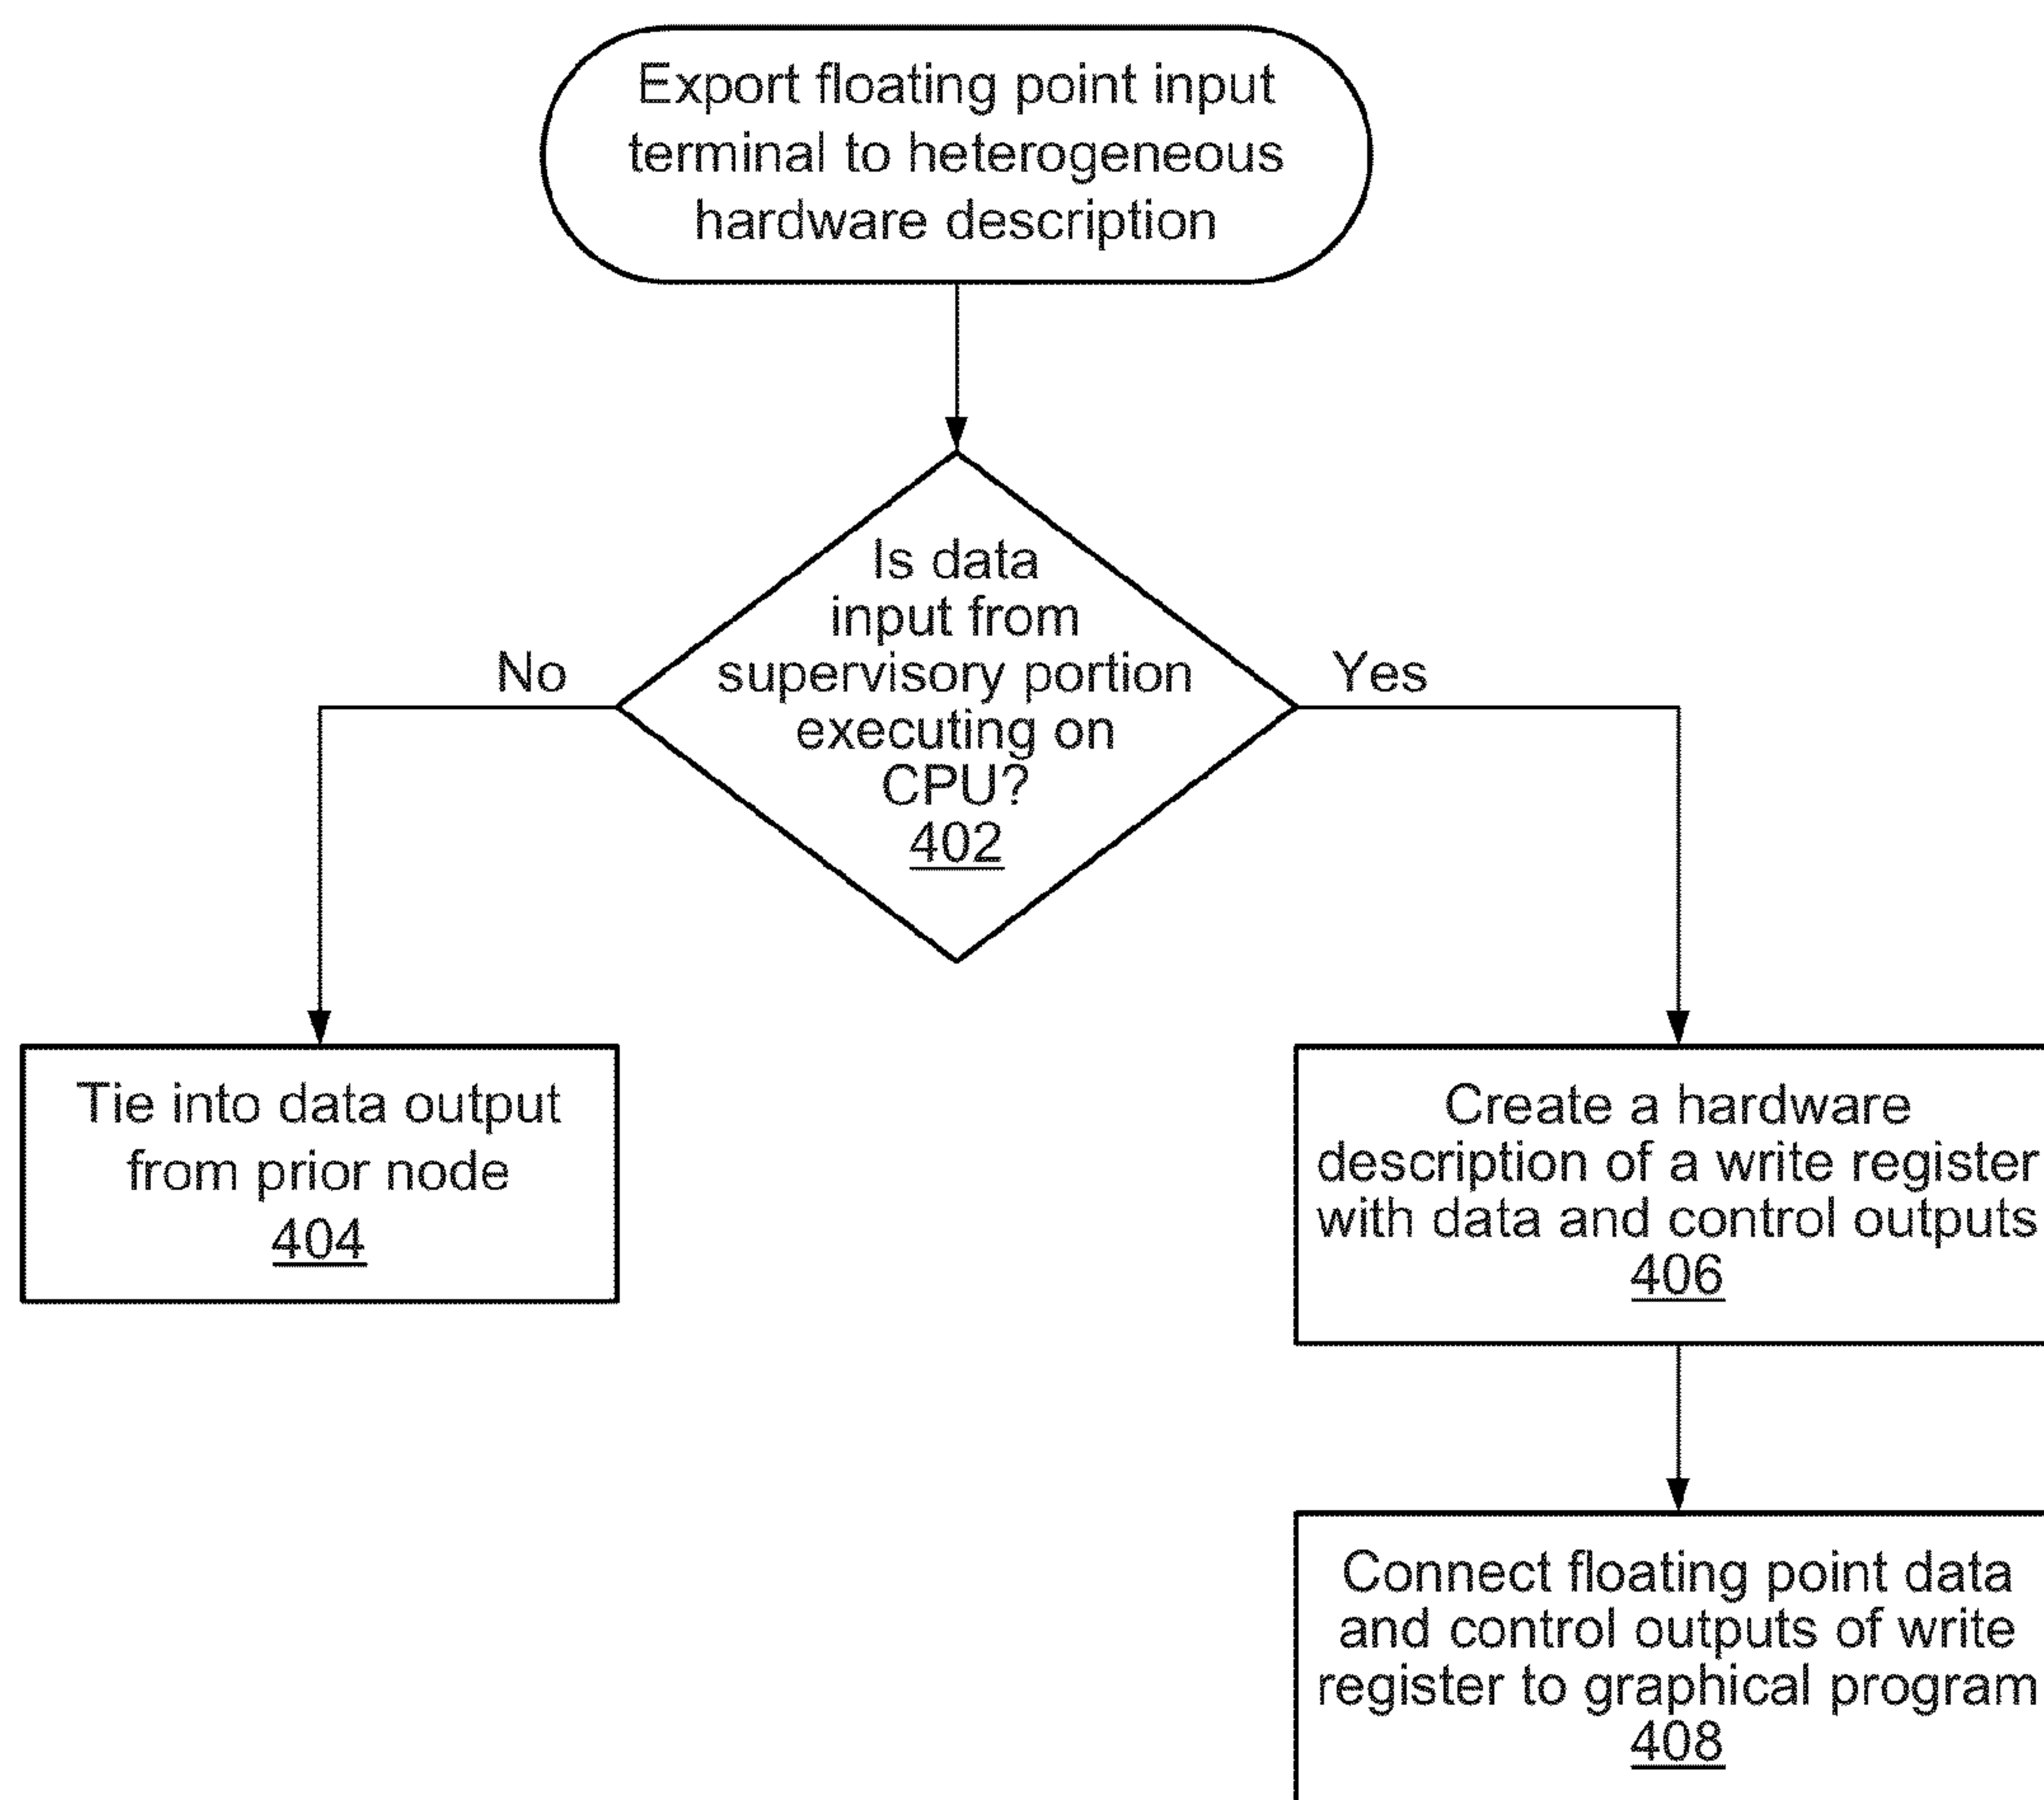 Export floating point input
terminal to heterogeneous
hardware description
Is data
input from
supervisory portion
executing on
CPU?
402
No
Yes
Tie into data output
from prior node
404
Create a hardware
description of a write register
with data and control outputs
406
Connect floating point data
and control outputs of write
register to graphical program
408